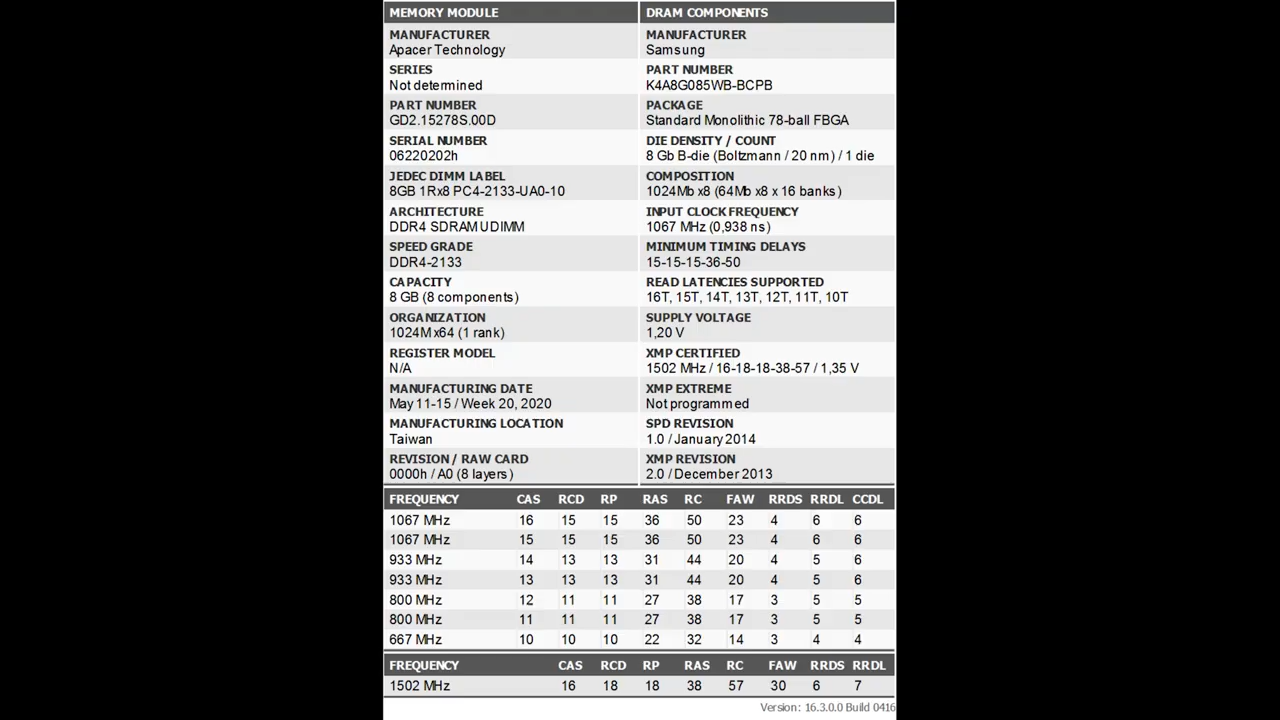 MEMORY MODULE
MANUFACTURER
Apacer Technology
SERIES
Not determined
PART NUMBER
GD2.15278S.00D
SERIAL NUMBER
06220202h
JEDEC DIMM LABEL
8GB 1Rx8 PC4-2133-UA0-10
ARCHITECTURE
DDR4 SDRAM UDIMM
SPEED GRADE
DDR4-2133
CAPACITY
8 GB (8 components)
ORGANIZATION
1024M x64 (1 rank)
REGISTER MODEL
N/A
MANUFACTURING DATE
May 11-15 / Week 20, 2020
MANUFACTURING LOCATION
Taiwan
REVISION / RAW CARD
0000h / A0 (8 layers)
DRAM COMPONENTS
MANUFACTURER
Samsung
PART NUMBER
K4A8G085WB-BCPB
PACKAGE
Standard Monolithic 78-ball FBGA
DIE DENSITY / COUNT
8 Gb B-die (Boltzmann / 20 nm) / 1 die
COMPOSITION
1024Mb x8 (64Mb x8 x 16 banks)
INPUT CLOCK FREQUENCY
1067 MHz (0,938 ns)
MINIMUM TIMING DELAYS
15-15-15-36-50
READ LATENCIES SUPPORTED
16T, 15T, 14T, 13T, 12T, 11T, 10T
SUPPLY VOLTAGE
1,20 V
XMP CERTIFIED
1502 MHz / 16-18-18-38-57 / 1,35 V
XMP EXTREME
Not programmed
SPD REVISION
1.0 / January 2014
XMP REVISION
2.0 / December 2013
FREQUENCY CAS RCD RP RAS RC FAW RRDS RRDL CCDL
1067 MHz 16 15 15 36 50 23 4 6 6
1067 MHz 15 15 15 36 50 23 4 6 6
933 MHz 14 13 13 31 44 20 4 5 6
933 MHz 13 13 13 31 44 20 4 5 6
800 MHz 12 11 11 27 38 17 3 5 5
800 MHz 11 11 11 27 38 17 3 5 5
667 MHz 10 10 10 22 32 14 3 4 4
FREQUENCY CAS RCD RP RAS RC FAW RRDS RRDL
1502 MHz 16 18 18 38 57 30 6 7
Version: 16.3.0.0 Build 0416